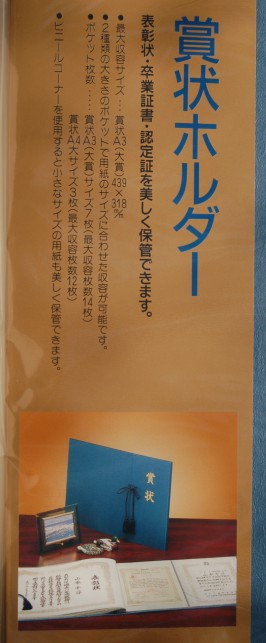 賞状ホルダー
表彰状・卒業証書・認定証を美しく保管できます。
●最大収容サイズ…賞状A3(大賞)439×318%
●2種類の大きさのポケットで用紙のサイズに合わせた収容が可能です。
●ポケット枚数……賞状A3(大賞)サイズ7枚(最大収容枚数14枚)
賞状A4大サイズ3枚(最大収容枚数12枚)
●ビニールコーナーを使用すると小さなサイズの用紙も美しく保管できます。
賞状
表彰状